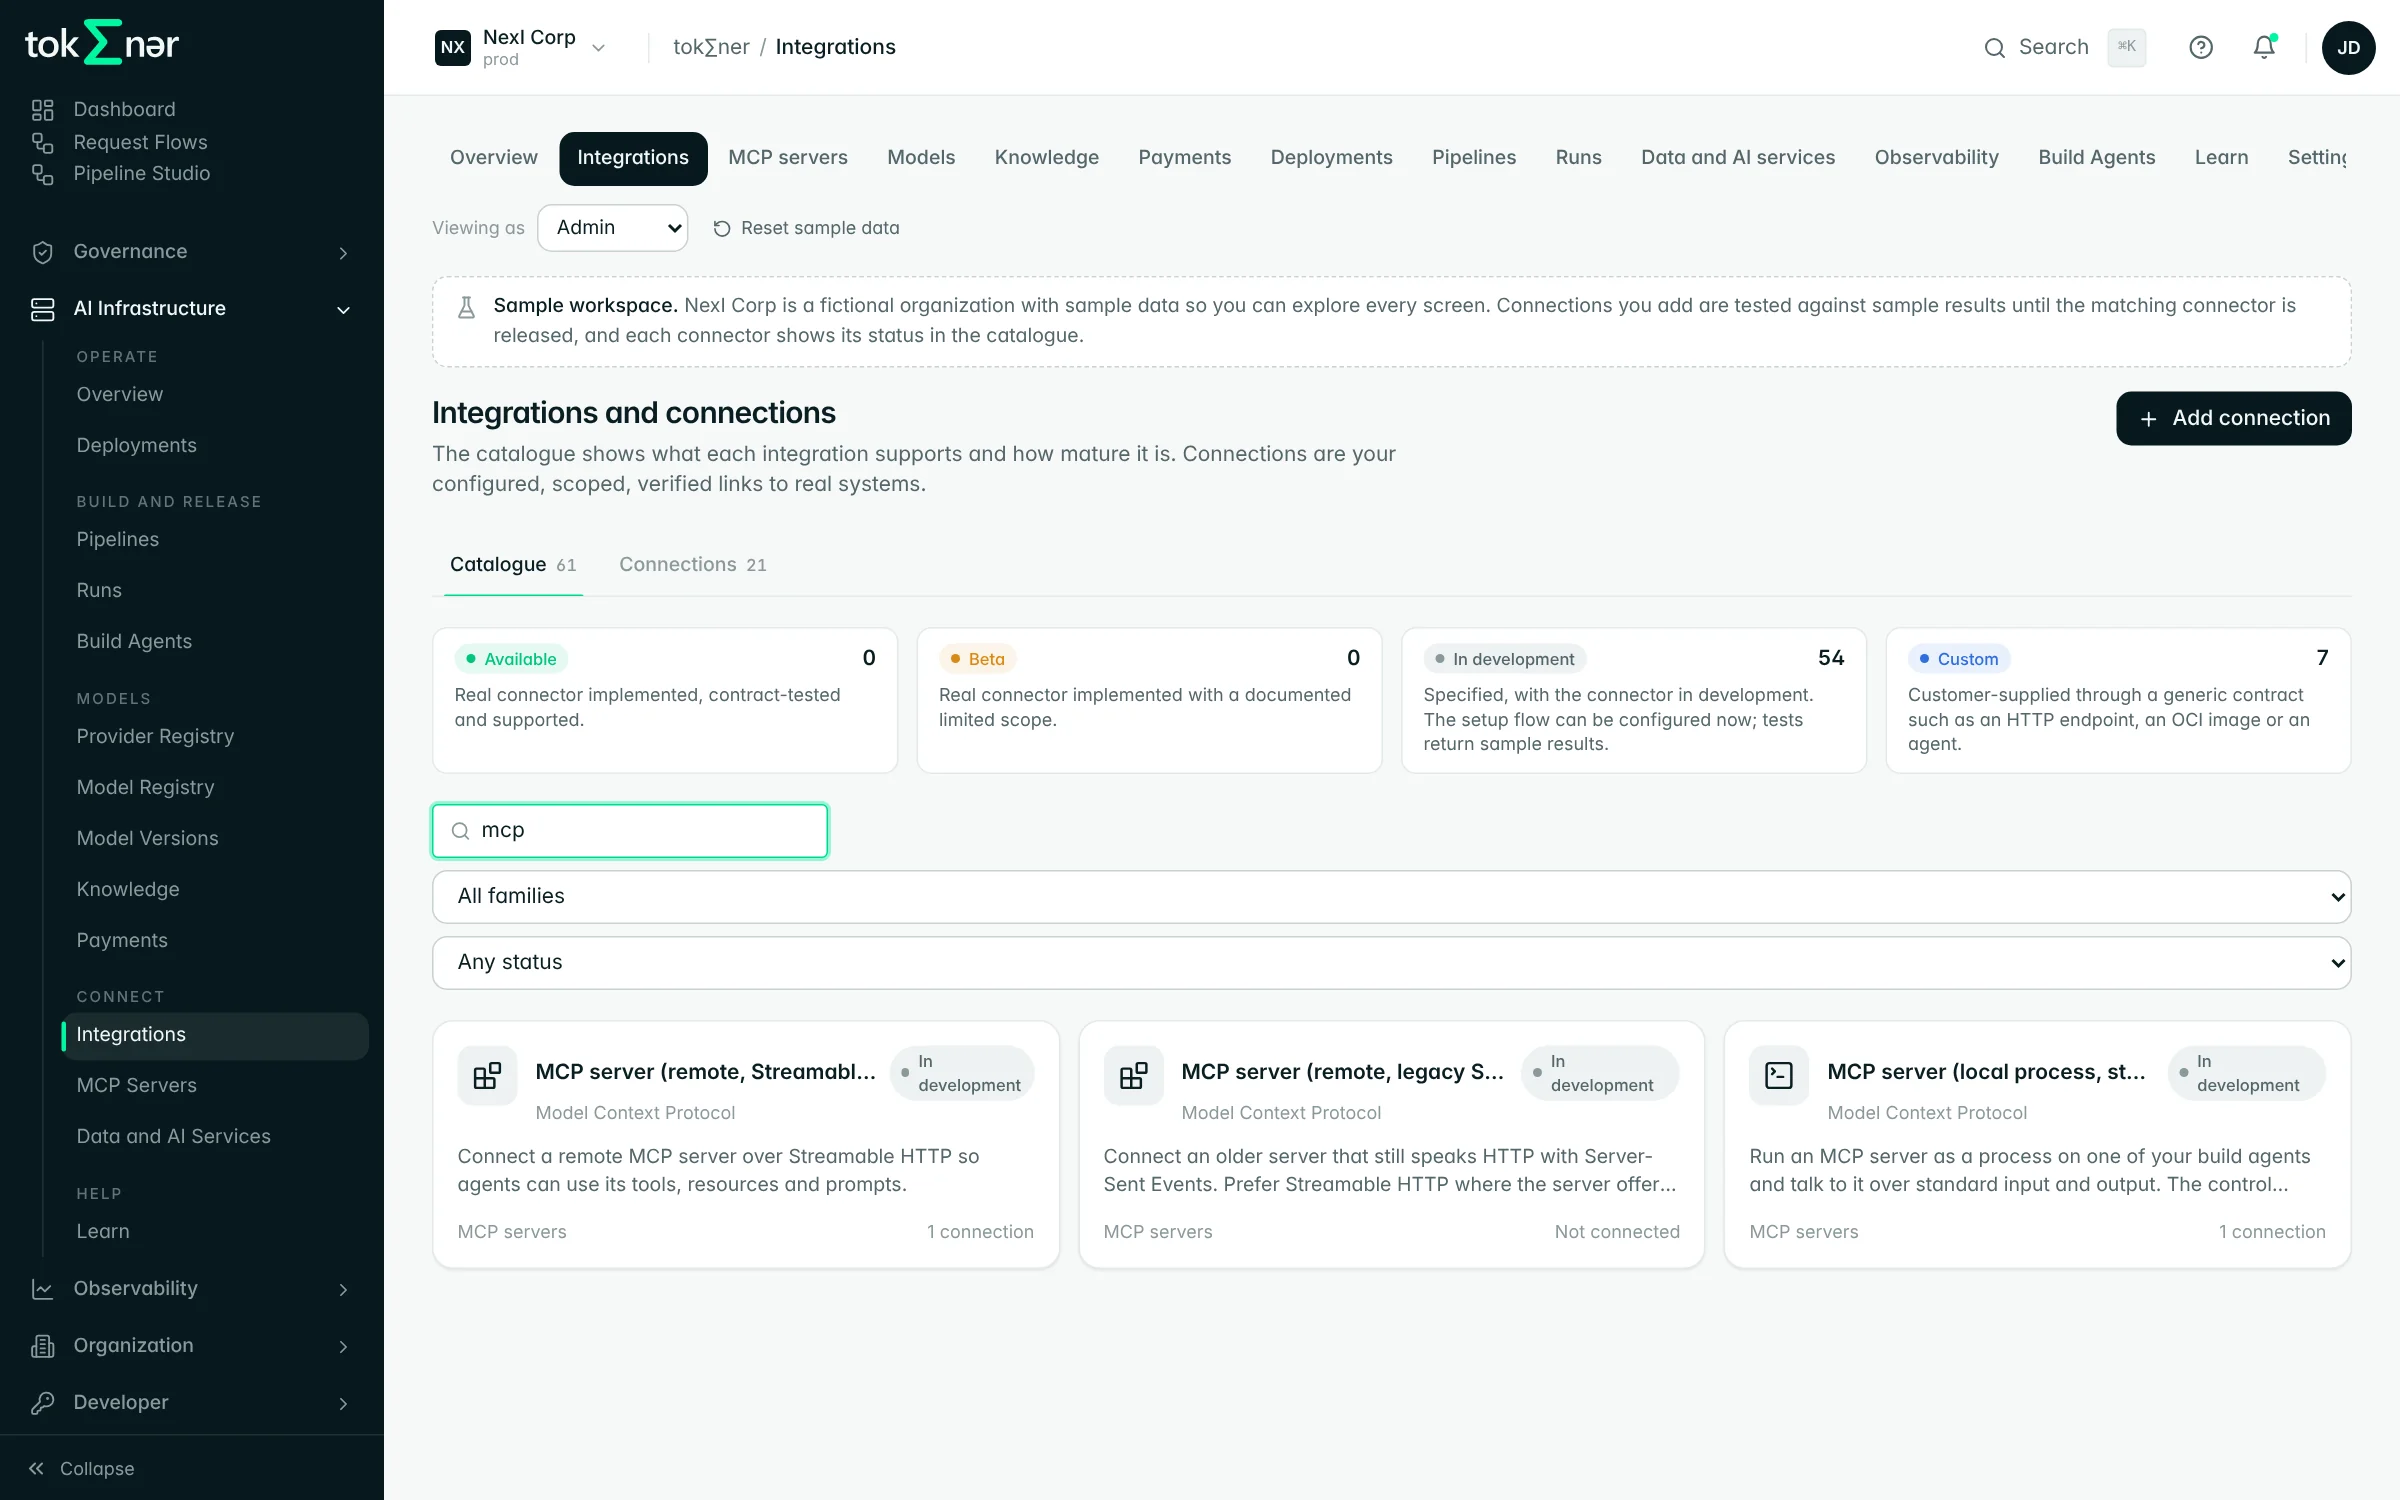 tokΣnər
Dashboard
Request Flows
Pipeline Studio
Governance
AI Infrastructure
OPERATE
Overview
Deployments
BUILD AND RELEASE
Pipelines
Runs
Build Agents
MODELS
Provider Registry
Model Registry
Model Versions
Knowledge
Payments
CONNECT
Integrations
MCP Servers
Data and AI Services
HELP
Learn
Observability
Organization
Developer
Collapse
NX
Nexl Corp
prod
tokΣner / Integrations
Search
⌘K
JD
Overview
Integrations
MCP servers
Models
Knowledge
Payments
Deployments
Pipelines
Runs
Data and AI services
Observability
Build Agents
Learn
Setting
Viewing as
Admin
Reset sample data
Sample workspace. Nexl Corp is a fictional organization with sample data so you can explore every screen. Connections you add are tested against sample results until the matching connector is
released, and each connector shows its status in the catalogue.
Integrations and connections
The catalogue shows what each integration supports and how mature it is. Connections are your
configured, scoped, verified links to real systems.
+ Add connection
Catalogue 61
Connections 21
Available
0
Real connector implemented, contract-tested
and supported.
Beta
0
Real connector implemented with a documented
limited scope.
In development
54
Specified, with the connector in development.
The setup flow can be configured now; tests
return sample results.
Custom
7
Customer-supplied through a generic contract
such as an HTTP endpoint, an OCI image or an
agent.
mcp
All families
Any status
MCP server (remote, Streamabl...
In
development
Model Context Protocol
Connect a remote MCP server over Streamable HTTP so
agents can use its tools, resources and prompts.
MCP servers
1 connection
MCP server (remote, legacy S...
In
development
Model Context Protocol
Connect an older server that still speaks HTTP with Server-
Sent Events. Prefer Streamable HTTP where the server offer...
MCP servers
Not connected
MCP server (local process, st...
In
development
Model Context Protocol
Run an MCP server as a process on one of your build agents
and talk to it over standard input and output. The control...
MCP servers
1 connection